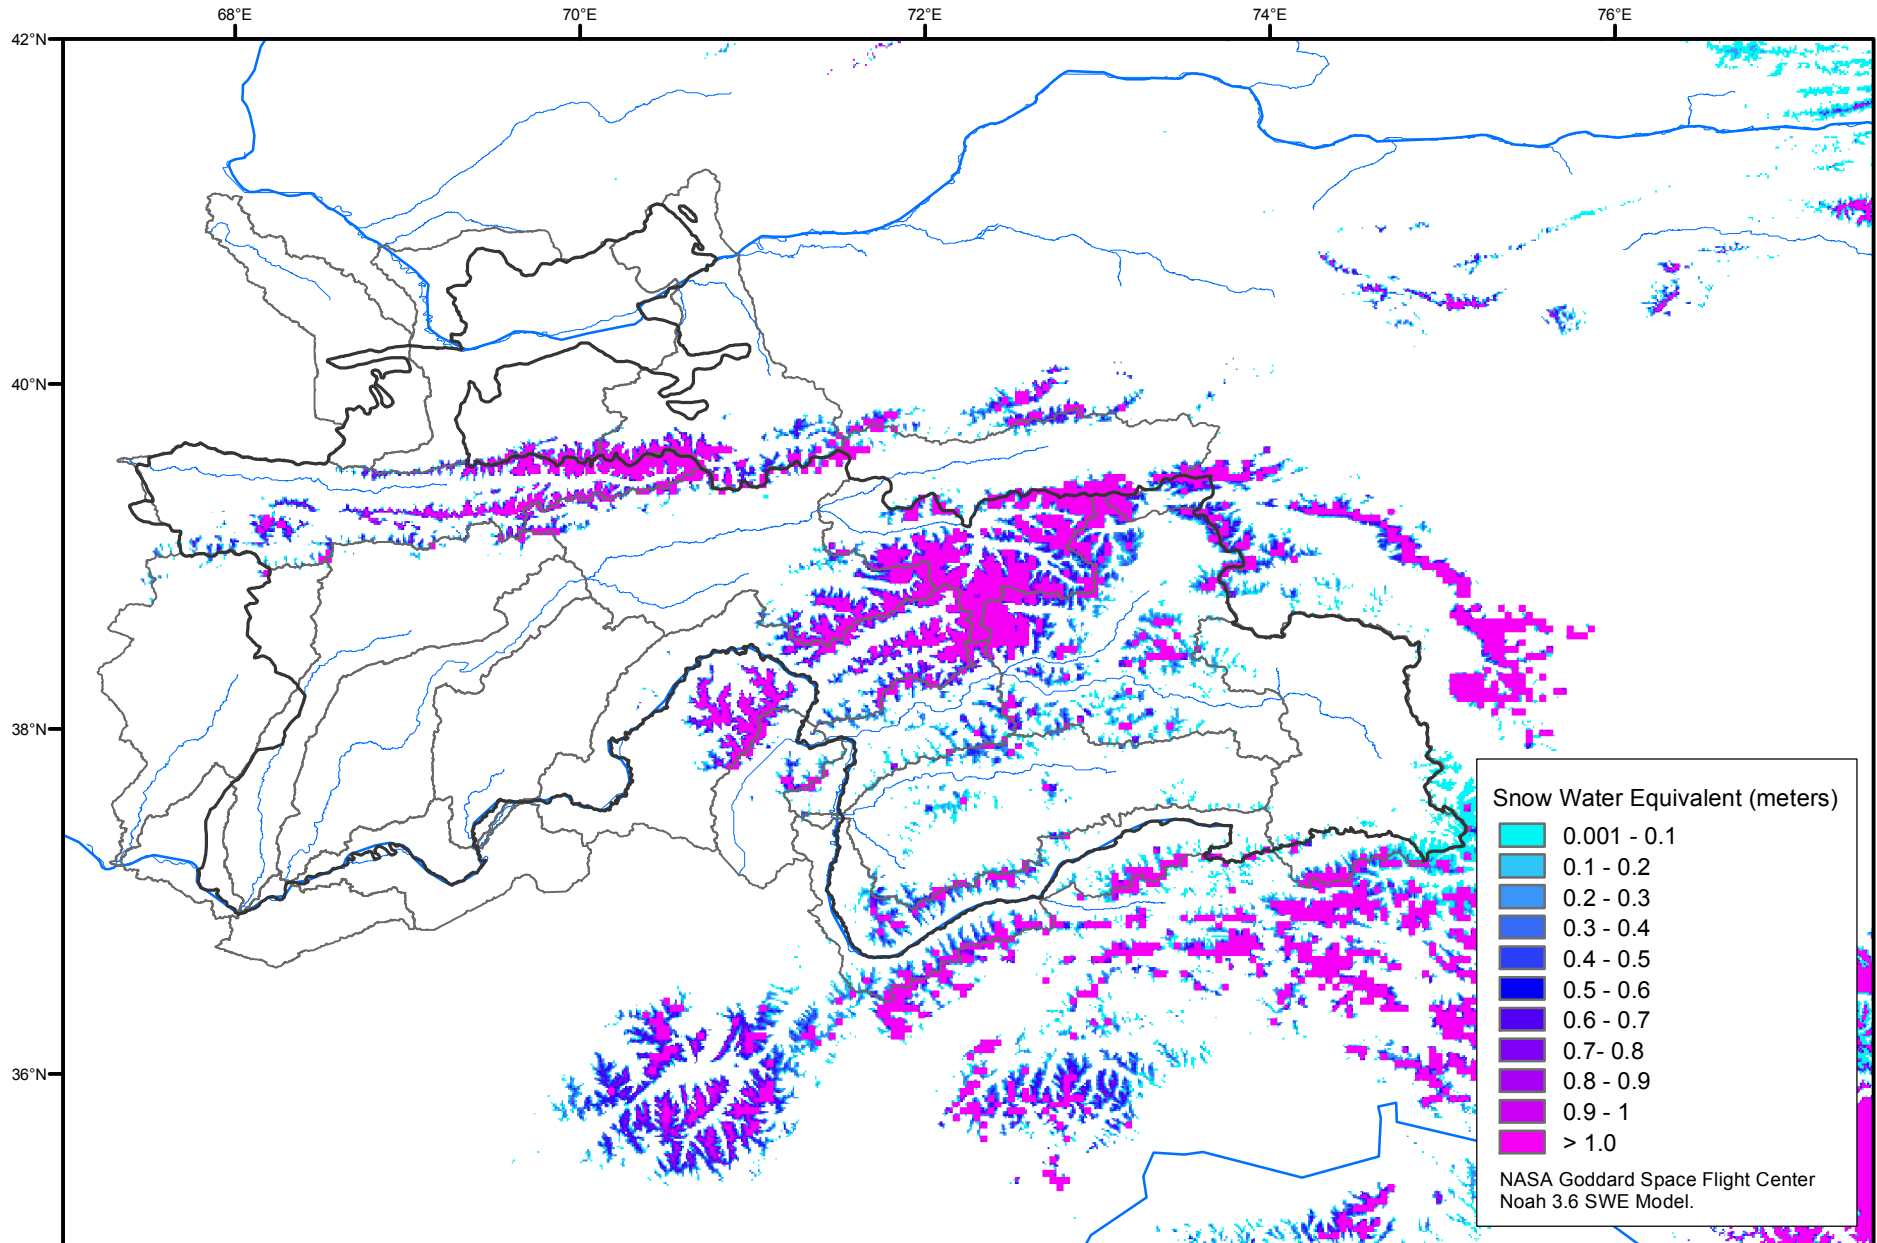 68°E 70°E 72°E 74°E 76°E
42°N
40°N
38°N
36°N
Snow Water Equivalent (meters)
0.001 - 0.1
0.1 - 0.2
0.2 - 0.3
0.3 - 0.4
0.4 - 0.5
0.5 - 0.6
0.6 - 0.7
0.7- 0.8
0.8 - 0.9
0.9 - 1
> 1.0
NASA Goddard Space Flight Center
Noah 3.6 SWE Model.